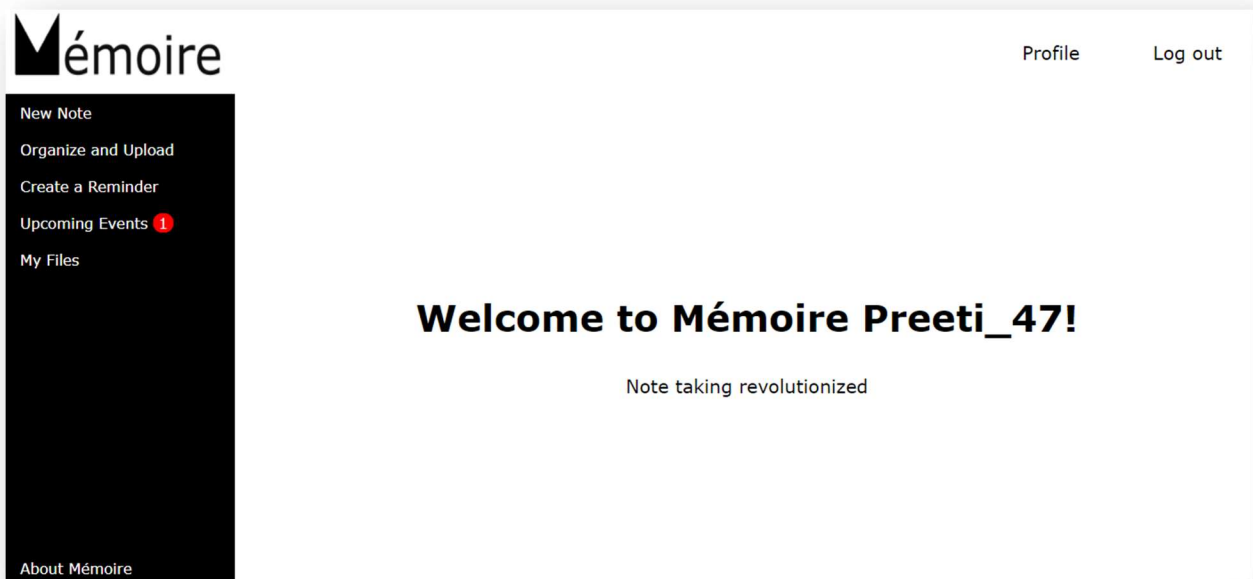 Mémoire
Profile Log out
New Note
Organize and Upload
Create a Reminder
Upcoming Events 1
My Files
Welcome to Mémoire Preeti_47!
Note taking revolutionized
About Mémoire